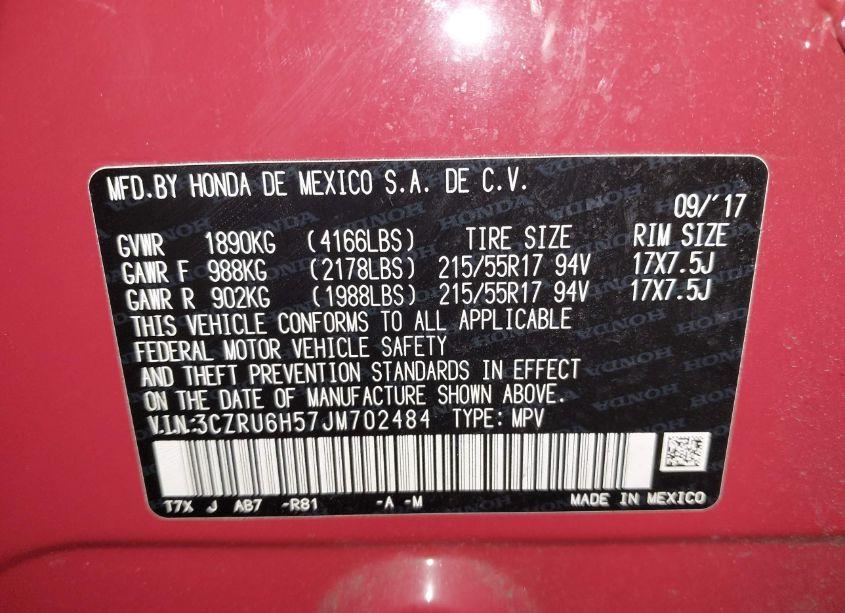 MFD.BY HONDA DE MEXICO S.A. DE C.V.
09/'17
GVWR 1890KG (4166LBS) TIRE SIZE RIM SIZE
GAWR F 988KG (2178LBS) 215/55R17 94V 17X7.5J
GAWR R 902KG (1988LBS) 215/55R17 94V 17X7.5J
THIS VEHICLE CONFORMS TO ALL APPLICABLE
FEDERAL MOTOR VEHICLE SAFETY
AND THEFT PREVENTION STANDARDS IN EFFECT
ON THE DATE OF MANUFACTURE SHOWN ABOVE.
V.I.N:3CZRU6H57JM702484 TYPE: MPV
T7X J AB7 -R81 -A -M MADE IN MEXICO